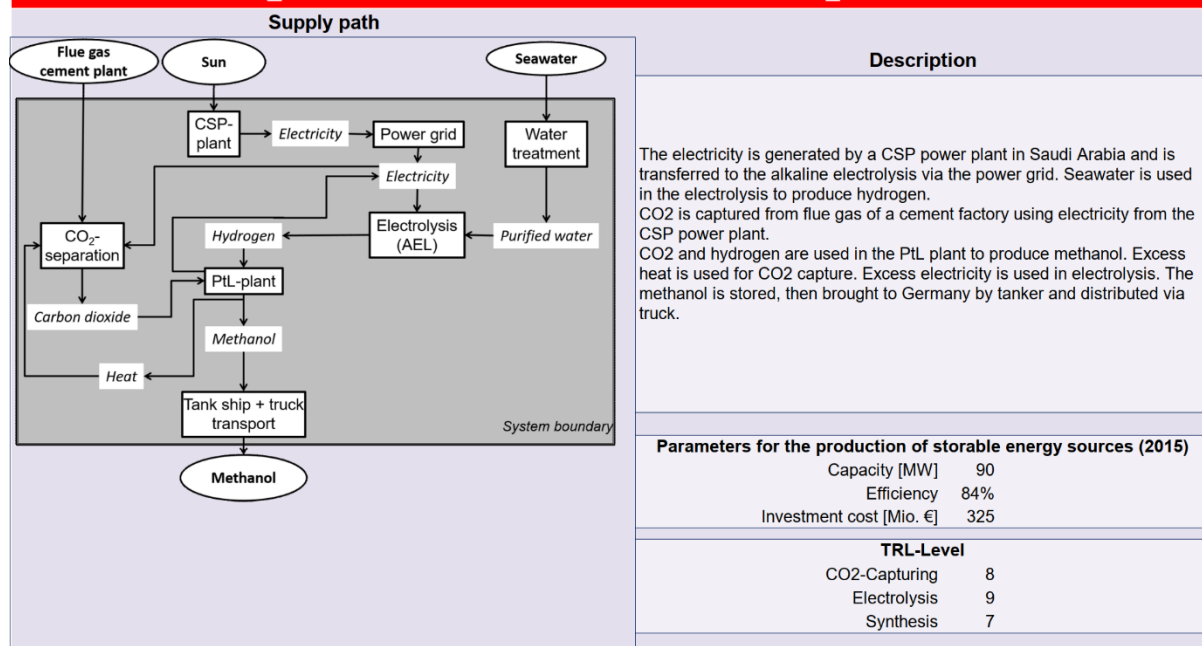 Supply path
Flue gas
cement plant
Sun
Seawater
CSP-
plant
Electricity
Power grid
Water
treatment
Electricity
CO₂-
separation
Hydrogen
Electrolysis
(AEL)
Purified water
PtL-plant
Carbon dioxide
Methanol
Heat
Tank ship + truck
transport
System boundary
Methanol
Description
The electricity is generated by a CSP power plant in Saudi Arabia and is
transferred to the alkaline electrolysis via the power grid. Seawater is used
in the electrolysis to produce hydrogen.
CO2 is captured from flue gas of a cement factory using electricity from the
CSP power plant.
CO2 and hydrogen are used in the PtL plant to produce methanol. Excess
heat is used for CO2 capture. Excess electricity is used in electrolysis. The
methanol is stored, then brought to Germany by tanker and distributed via
truck.
Parameters for the production of storable energy sources (2015)
Capacity [MW] 90
Efficiency 84%
Investment cost [Mio. €] 325
TRL-Level
CO2-Capturing 8
Electrolysis 9
Synthesis 7